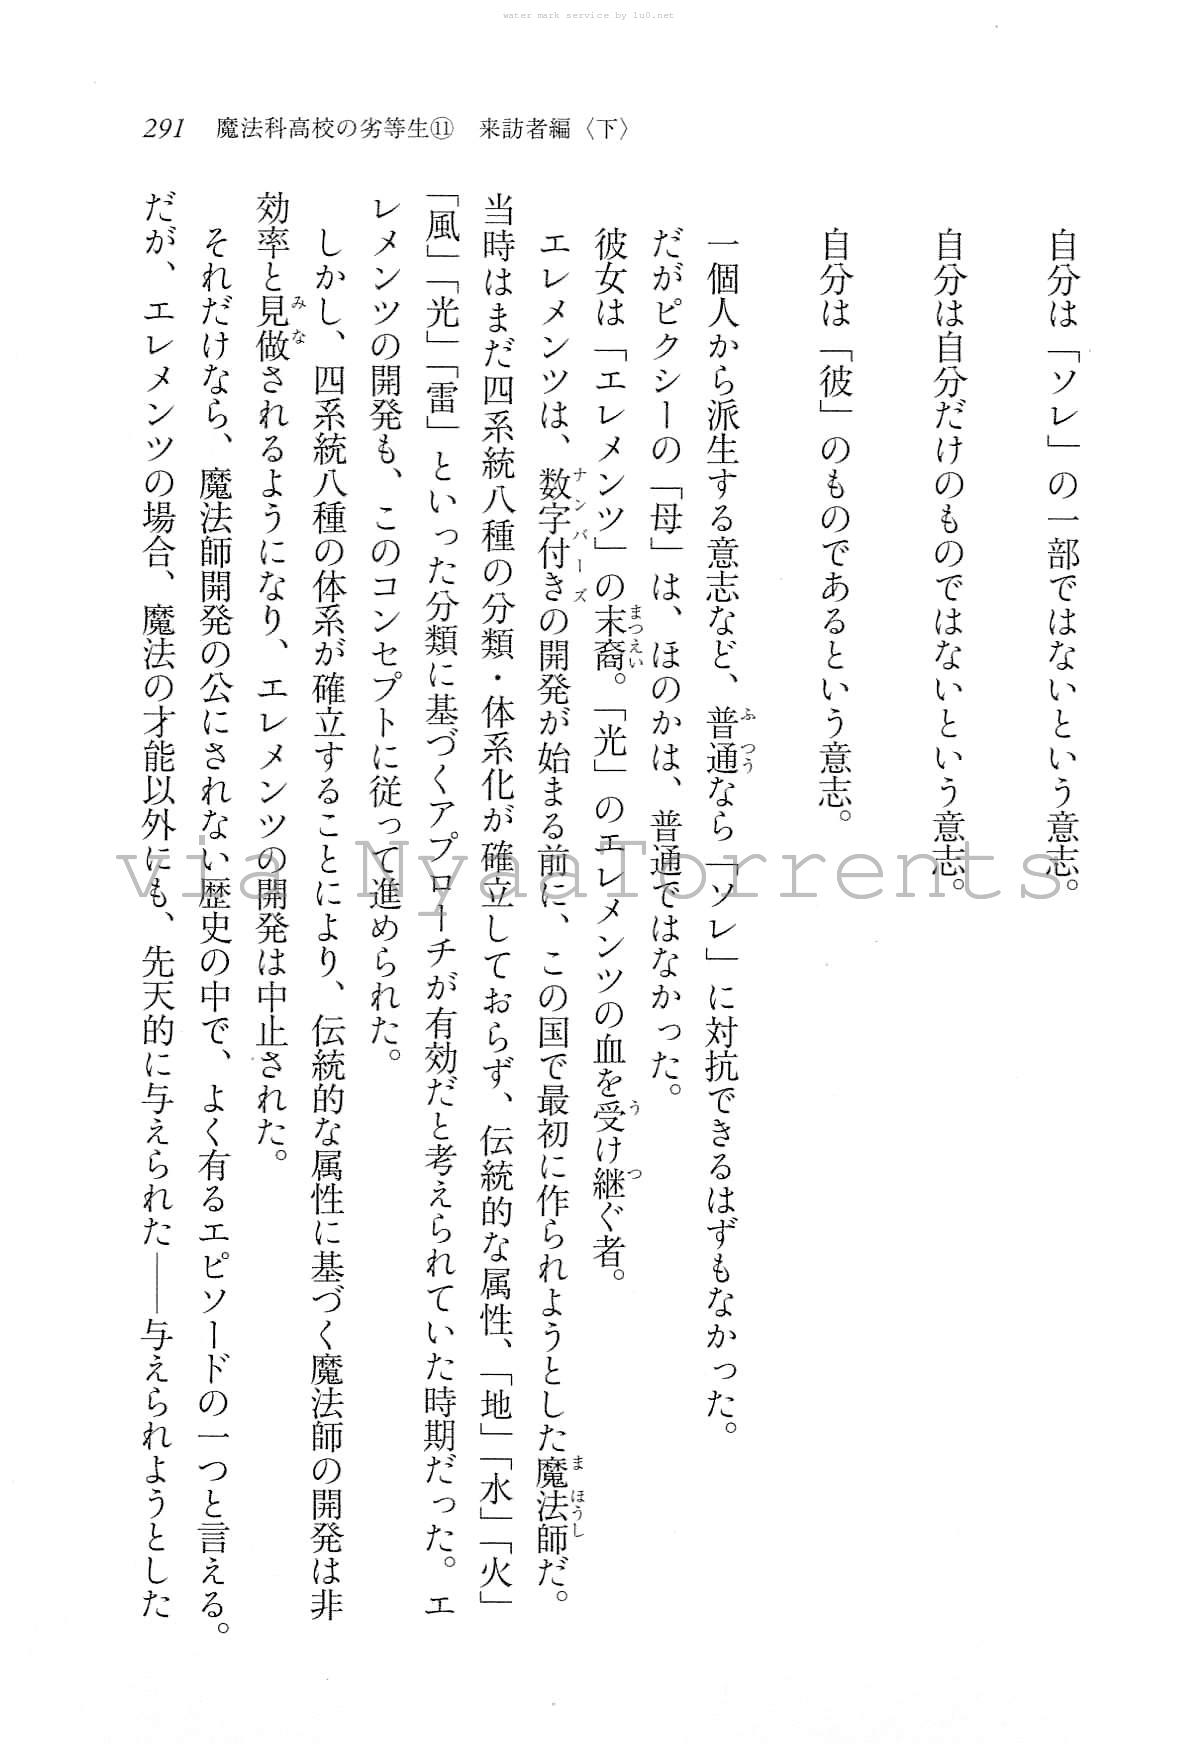 water mark service by lu0.net
291 魔法科高校の劣等生⑪ 来訪者編〈下〉
自分は「ソレ」の一部ではないという意志。
自分は自分だけのものではないという意志。
自分は「彼」のものであるという意志。
一個人から派生する意志など、普通なら「ソレ」に対抗できるはずもなかった。
だがピクシーの「母」は、ほのかは、普通ではなかった。
彼女は「エレメンツ」の末裔。「光」のエレメンツの血を受け継ぐ者。
エレメンツは、数字付きの開発が始まる前に、この国で最初に作られようとした魔法師だ。
当時はまだ四系統八種の分類・体系化が確立しておらず、伝統的な属性、「地」「水」「火」
「風」「光」「雷」といった分類に基づくアプローチが有効だと考えられていた時期だった。エ
レメンツの開発も、このコンセプトに従って進められた。
しかし、四系統八種の体系が確立することにより、伝統的な属性に基づく魔法師の開発は非
効率と見做されるようになり、エレメンツの開発は中止された。
それだけなら、魔法師開発の公にされない歴史の中で、よく有るエピソードの一つと言える。
だが、エレメンツの場合、魔法の才能以外にも、先天的に与えられた――与えられようとした
via NyaaTorrents